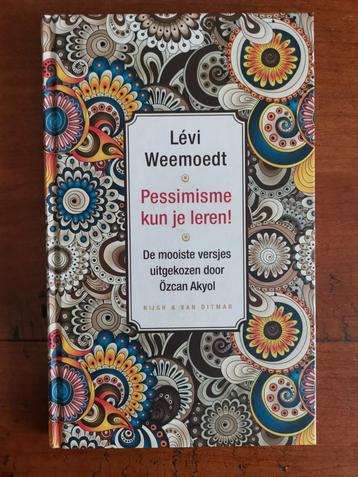 Lévi
Weemoedt
Pessimisme
kun je leren!
De mooiste versjes
uitgekozen door
Özcan Akyol
NIJGH & VAN DITMAR